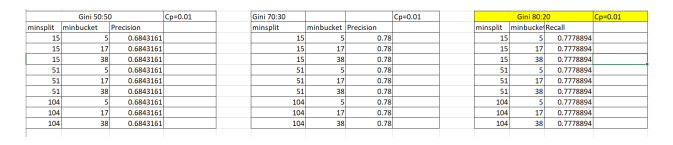 Gini 50:50 Cp=0.01 Gini 70:30 Cp=0.01 Gini 80:20 Cp=0.01
minsplit minbucket Precision minsplit minbucket Precision minsplit minbucket Recall
15 5 0.6843161 15 5 0.78 15 5 0.7778894
15 17 0.6843161 15 17 0.78 15 17 0.7778894
15 38 0.6843161 15 38 0.78 15 38 0.7778894
51 5 0.6843161 51 5 0.78 51 5 0.7778894
51 17 0.6843161 51 17 0.78 51 17 0.7778894
51 38 0.6843161 51 38 0.78 51 38 0.7778894
104 5 0.6843161 104 5 0.78 104 5 0.7778894
104 17 0.6843161 104 17 0.78 104 17 0.7778894
104 38 0.6843161 104 38 0.78 104 38 0.7778894